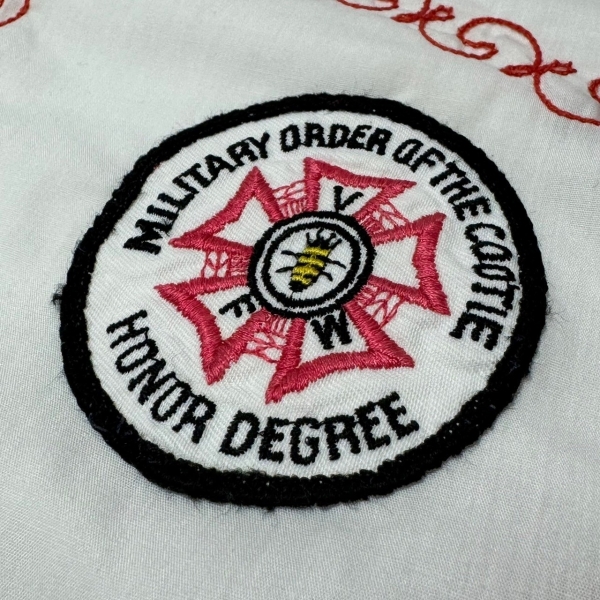 MILITARY ORDER OF THE COOTIE
V
F W
HONOR DEGREE